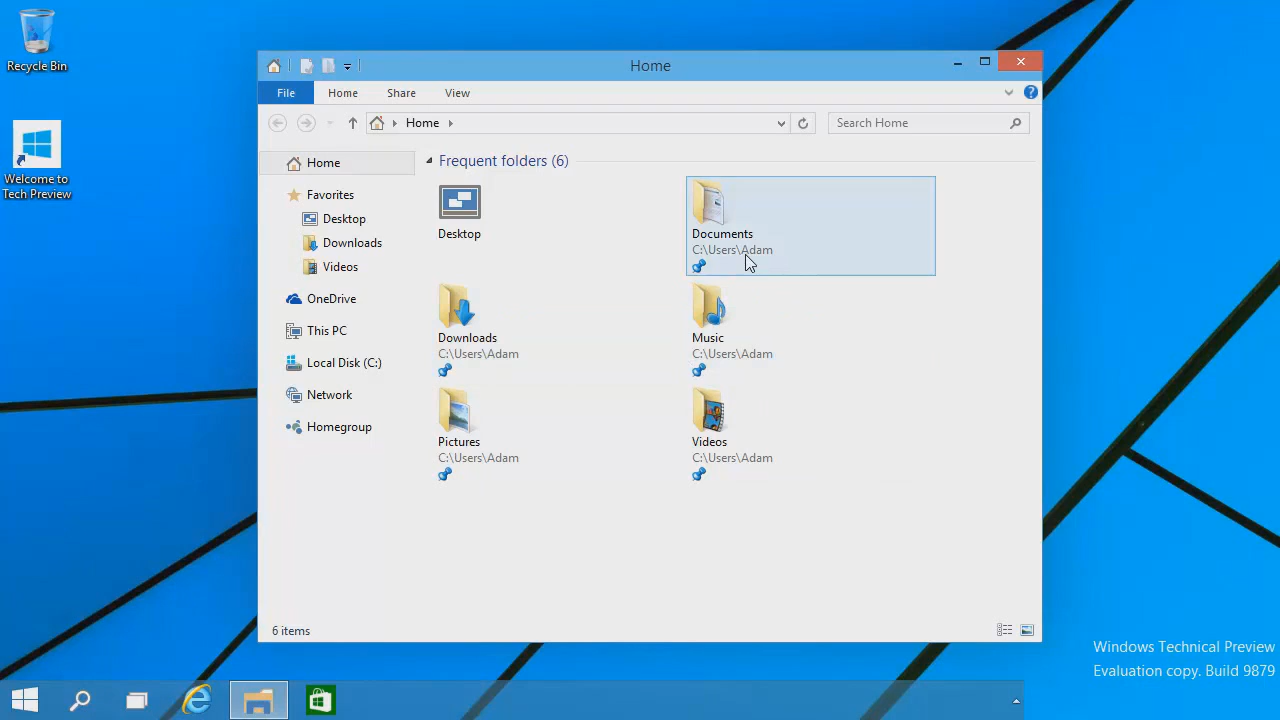 Recycle Bin
Welcome to
Tech Preview
Home
File
Home
Share
View
Home
Search Home
Home
Favorites
Desktop
Downloads
Videos
OneDrive
This PC
Local Disk (C:)
Network
Homegroup
Frequent folders (6)
Desktop
Documents
C:\Users\Adam
Downloads
C:\Users\Adam
Music
C:\Users\Adam
Pictures
C:\Users\Adam
Videos
C:\Users\Adam
6 items
Windows Technical Preview
Evaluation copy. Build 9879